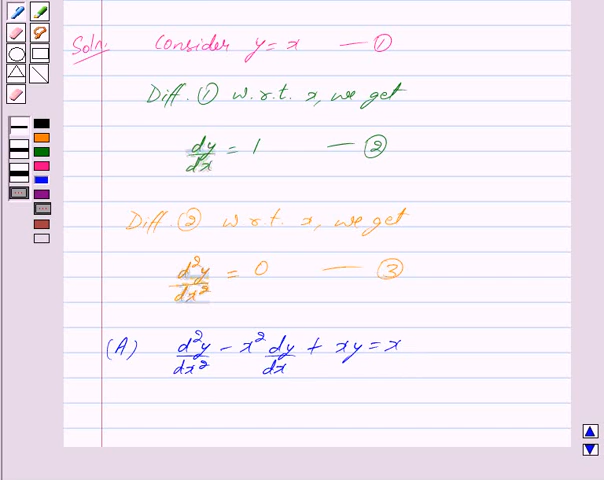 Soln. Consider y = x — ①
Diff. ① w.r.t. x, we get
dy/dx = 1 — ②
Diff. ② w.r.t. x, we get
d²y/dx² = 0 — ③
(A) d²y/dx² - x² dy/dx + xy = x